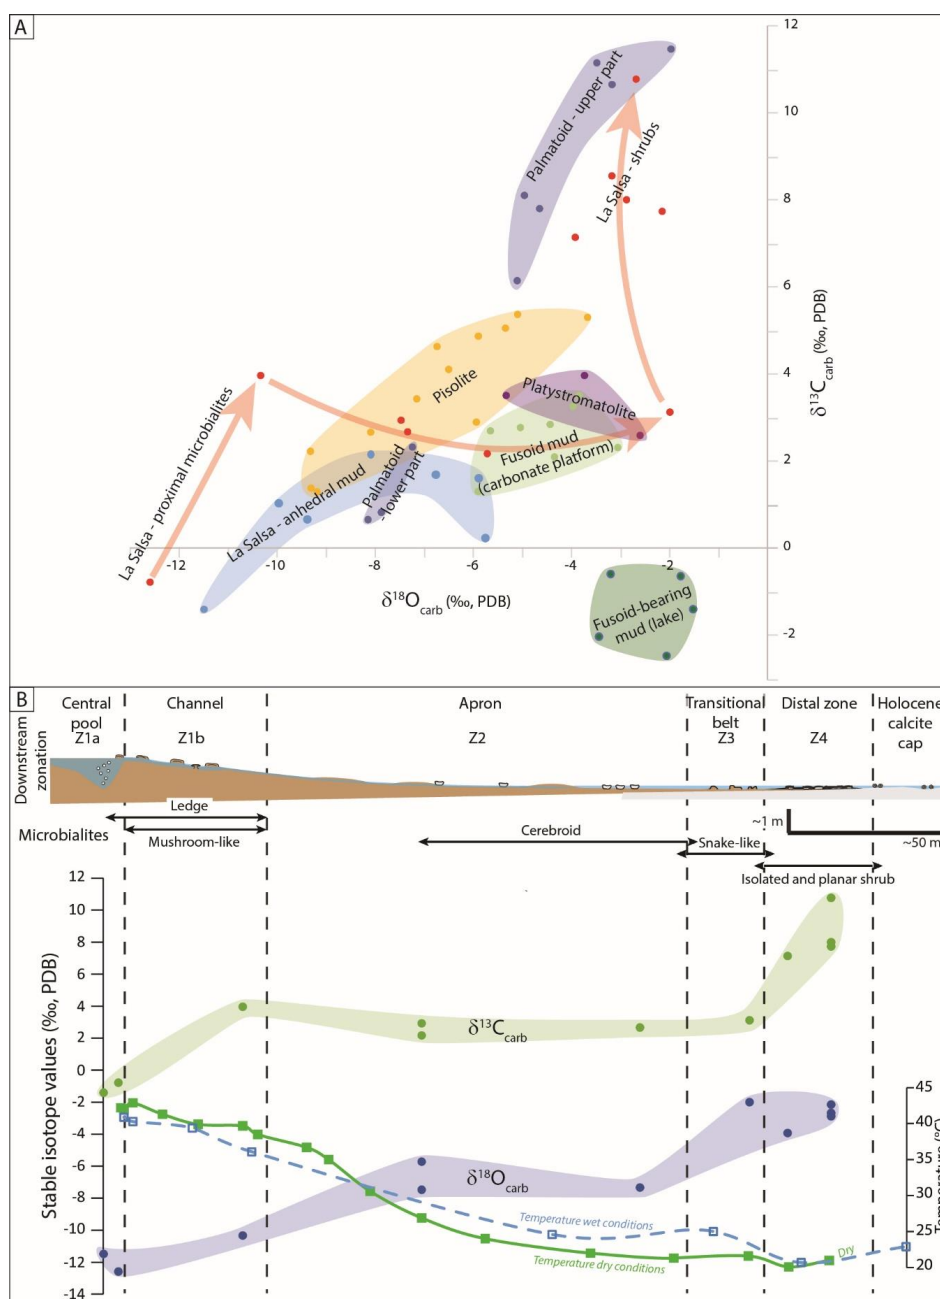 A
12
10
8
6
4
2
0
-2
δ13Ccarb (‰, PDB)
-12
-10
-8
-6
-4
-2
δ18Ocarb (‰, PDB)
Palmatoid - upper part
La Salsa - shrubs
Pisolite
Platystromatolite
Fusoid mud
(carbonate platform)
Palmatoid
- lower part
La Salsa - anhedral mud
La Salsa - proximal microbialites
Fusoid-bearing
mud (lake)
B
Downstream
zonation
Central
pool
Z1a
Channel
Z1b
Apron
Z2
Transitional
belt
Z3
Distal zone
Z4
Holocene
calcite
cap
Microbialites
Ledge
Mushroom-like
Cerebroid
Snake-like
Isolated and planar shrub
~1 m
~50 m
Stable isotope values (‰, PDB)
12
10
8
6
4
2
0
-2
-4
-6
-8
-10
-12
-14
δ13Ccarb
δ18Ocarb
Temperature wet conditions
Temperature dry conditions
Dry
45
40
35
30
25
20
Temperature (°C)